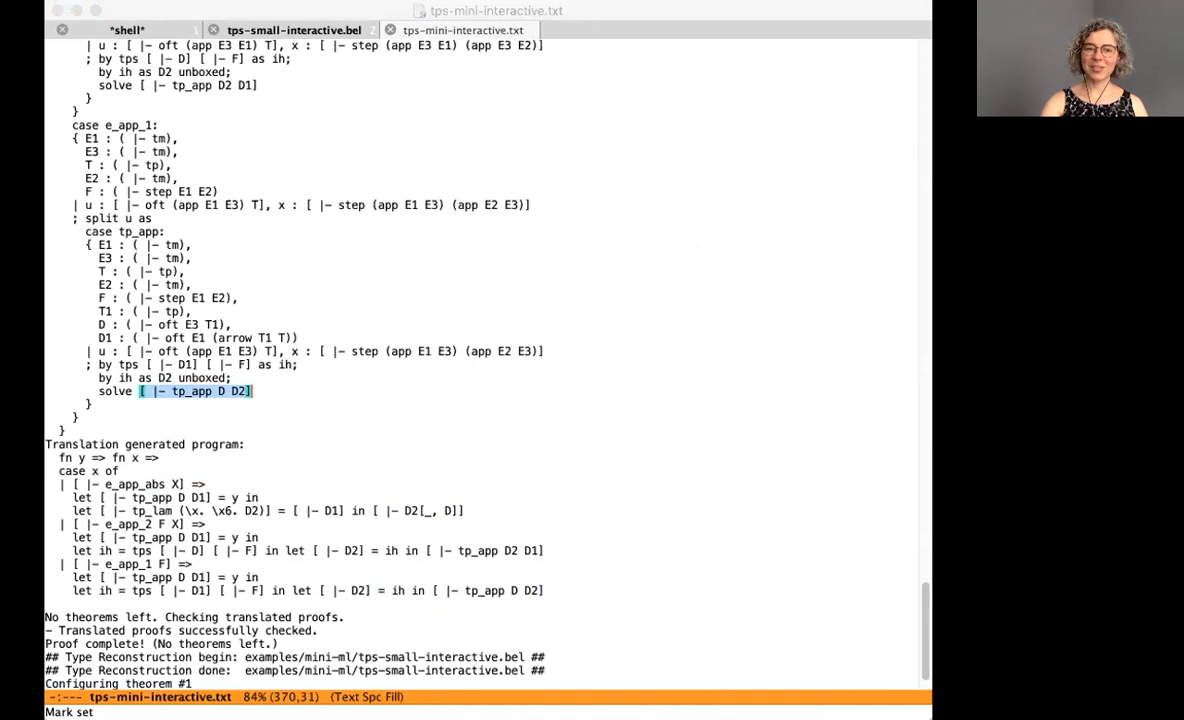 tps-mini-interactive.txt
*shell* 1 tps-small-interactive.bel 2 tps-mini-interactive.txt
| u : [ |– oft (app E3 E1) T], x : [ |– step (app E3 E1) (app E3 E2)]
; by tps [ |– D] [ |– F] as ih;
by ih as D2 unboxed;
solve [ |– tp_app D2 D1]
}
}
case e_app_1:
{ E1 : ( |– tm),
E3 : ( |– tm),
T : ( |– tp),
E2 : ( |– tm),
F : ( |– step E1 E2)
| u : [ |– oft (app E1 E3) T], x : [ |– step (app E1 E3) (app E2 E3)]
; split u as
case tp_app:
{ E1 : ( |– tm),
E3 : ( |– tm),
T : ( |– tp),
E2 : ( |– tm),
F : ( |– step E1 E2),
T1 : ( |– tp),
D : ( |– oft E3 T1),
D1 : ( |– oft E1 (arrow T1 T))
| u : [ |– oft (app E1 E3) T], x : [ |– step (app E1 E3) (app E2 E3)]
; by tps [ |– D1] [ |– F] as ih;
by ih as D2 unboxed;
solve [ |– tp_app D D2]
}
}
}
Translation generated program:
fn y => fn x =>
case x of
| [ |– e_app_abs X] =>
let [ |– tp_app D D1] = y in
let [ |– tp_lam (\x. \x6. D2)] = [ |– D1] in [ |– D2[_, D]]
| [ |– e_app_2 F X] =>
let [ |– tp_app D D1] = y in
let ih = tps [ |– D] [ |– F] in let [ |– D2] = ih in [ |– tp_app D2 D1]
| [ |– e_app_1 F] =>
let [ |– tp_app D D1] = y in
let ih = tps [ |– D1] [ |– F] in let [ |– D2] = ih in [ |– tp_app D D2]
No theorems left. Checking translated proofs.
– Translated proofs successfully checked.
Proof complete! (No theorems left.)
## Type Reconstruction begin: examples/mini-ml/tps-small-interactive.bel ##
## Type Reconstruction done:  examples/mini-ml/tps-small-interactive.bel ##
Configuring theorem #1
-:--- tps-mini-interactive.txt 84% (370,31) (Text Spc Fill)
Mark set